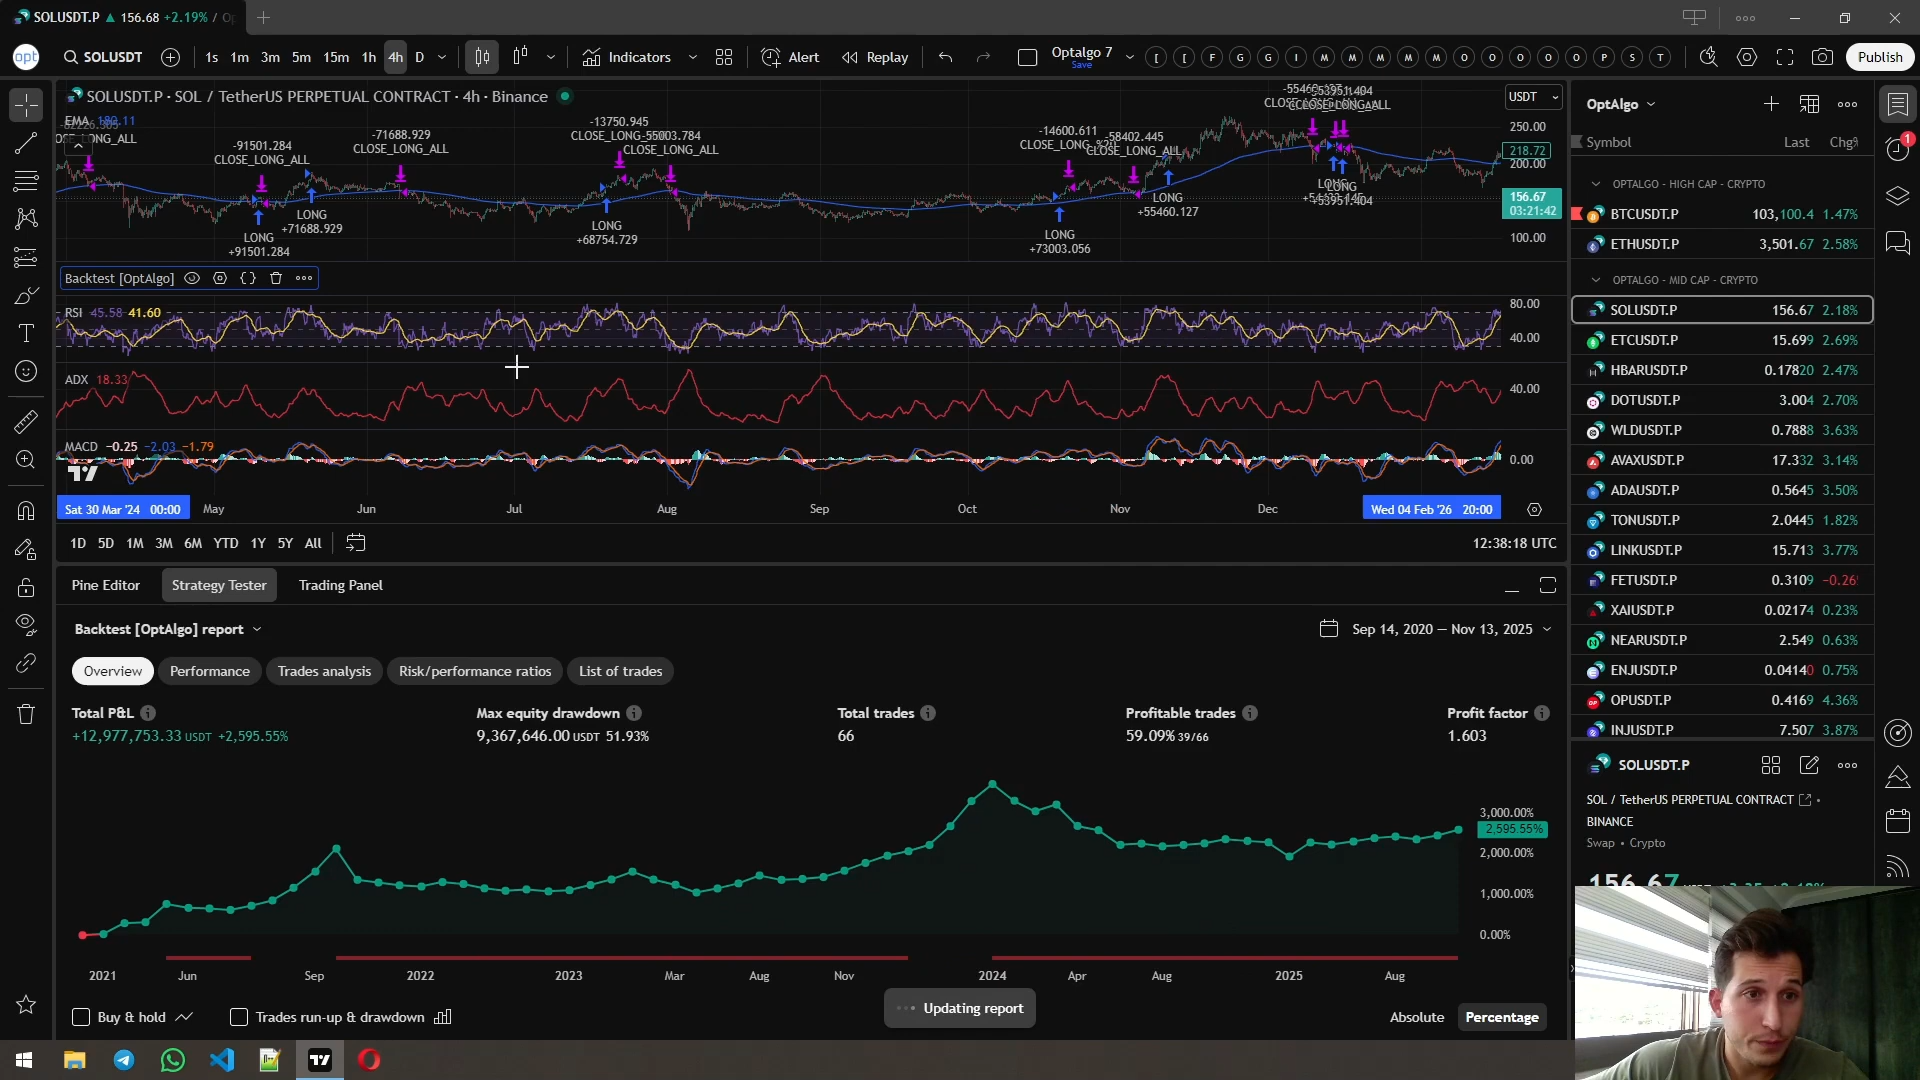 SOLUSDT.P ▲ 156.68 +2.19% /
opt SOLUSDT 1s 1m 3m 5m 15m 1h 4h D Indicators Alert Replay Optalgo 7 Save [ [ F G G I M M M M M O O O O O P S T Publish
SOLUSDT.P · SOL / TetherUS PERPETUAL CONTRACT · 4h · Binance
EMA
-91501.284
CLOSE_LONG_ALL
-71688.929
CLOSE_LONG_ALL
-13750.945
-55003.784
CLOSE_LONG_ALL
-14600.611
-58402.445
CLOSE_LONG_ALL
LONG
+91501.284
LONG
+71688.929
LONG
+68754.729
LONG
+73003.056
LONG
+55460.127
LONG
USDT
250.00
218.72
200.00
156.67
03:21:42
100.00
Backtest [OptAlgo]
RSI 45.58 41.60
80.00
40.00
ADX 18.33
40.00
MACD −0.25 −2.03 −1.79
0.00
Sat 30 Mar '24 00:00 May Jun Jul Aug Sep Oct Nov Dec Wed 04 Feb '26 20:00
1D 5D 1M 3M 6M YTD 1Y 5Y All
12:38:18 UTC
Pine Editor Strategy Tester Trading Panel
Backtest [OptAlgo] report
Sep 14, 2020 — Nov 13, 2025
Overview Performance Trades analysis Risk/performance ratios List of trades
Total P&L Max equity drawdown Total trades Profitable trades Profit factor
+12,977,753.33 USDT +2,595.55% 9,367,646.00 USDT 51.93% 66 59.09% 39/66 1.603
3,000.00%
2,595.55%
2,000.00%
1,000.00%
0.00%
2021 Jun Sep 2022 2023 Mar Aug Nov 2024 Apr Aug 2025 Aug
Updating report
Buy & hold Trades run-up & drawdown Absolute Percentage
OptAlgo
Symbol Last Chg%
OPTALGO - HIGH CAP - CRYPTO
BTCUSDT.P 103,100.4 1.47%
ETHUSDT.P 3,501.67 2.58%
OPTALGO - MID CAP - CRYPTO
SOLUSDT.P 156.67 2.18%
ETCUSDT.P 15.699 2.69%
HBARUSDT.P 0.17820 2.47%
DOTUSDT.P 3.004 2.70%
WLDUSDT.P 0.7888 3.63%
AVAXUSDT.P 17.332 3.14%
ADAUSDT.P 0.5645 3.50%
TONUSDT.P 2.0445 1.82%
LINKUSDT.P 15.713 3.77%
FETUSDT.P 0.3109 −0.26
XAIUSDT.P 0.02174 0.23%
NEARUSDT.P 2.549 0.63%
ENJUSDT.P 0.04140 0.75%
OPUSDT.P 0.4169 4.36%
INJUSDT.P 7.507 3.87%
SOLUSDT.P
SOL / TetherUS PERPETUAL CONTRACT
BINANCE
Swap • Crypto
156.67
1